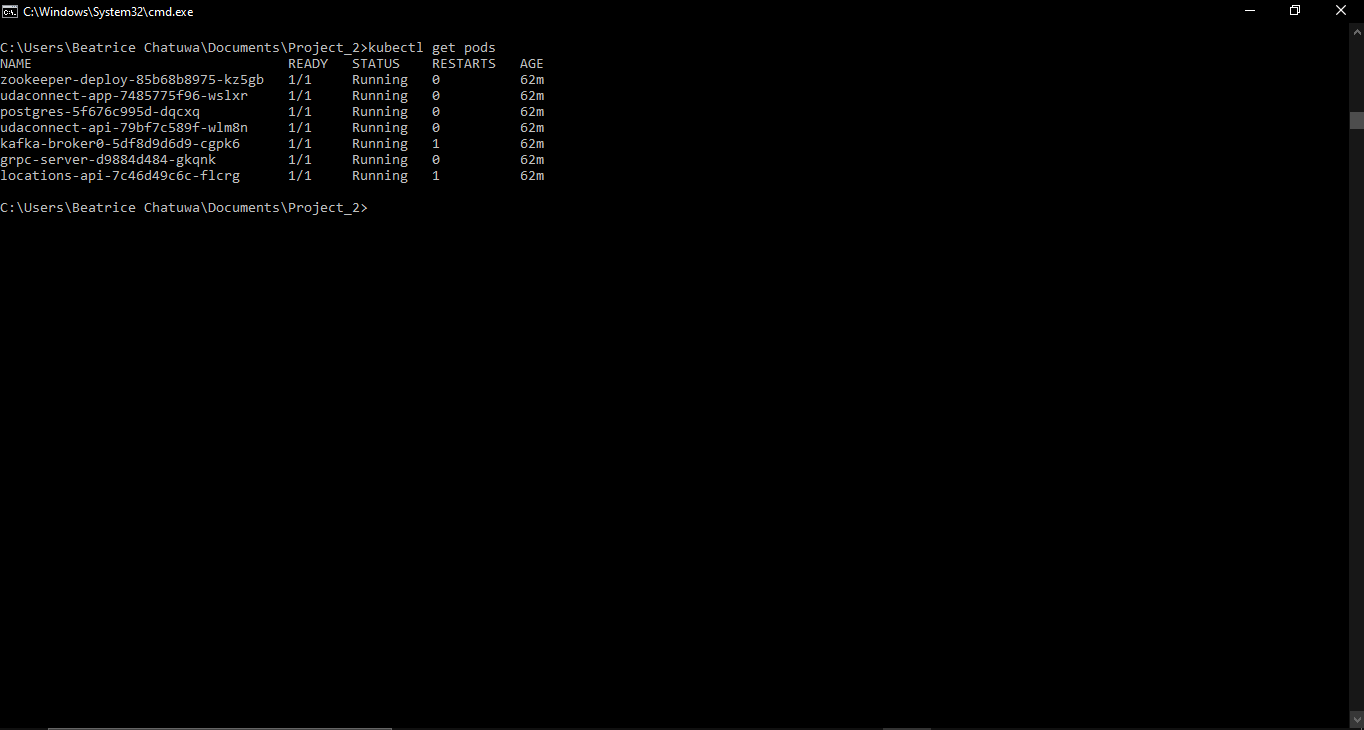 C:\Windows\System32\cmd.exe
C:\Users\Beatrice Chatuwa\Documents\Project_2>kubectl get pods
NAME READY STATUS RESTARTS AGE
zookeeper-deploy-85b68b8975-kz5gb 1/1 Running 0 62m
udaconnect-app-7485775f96-wslxr 1/1 Running 0 62m
postgres-5f676c995d-dqcxq 1/1 Running 0 62m
udaconnect-api-79bf7c589f-wlm8n 1/1 Running 0 62m
kafka-broker0-5df8d9d6d9-cgpk6 1/1 Running 1 62m
grpc-server-d9884d484-gkqnk 1/1 Running 0 62m
locations-api-7c46d49c6c-flcrg 1/1 Running 1 62m
C:\Users\Beatrice Chatuwa\Documents\Project_2>